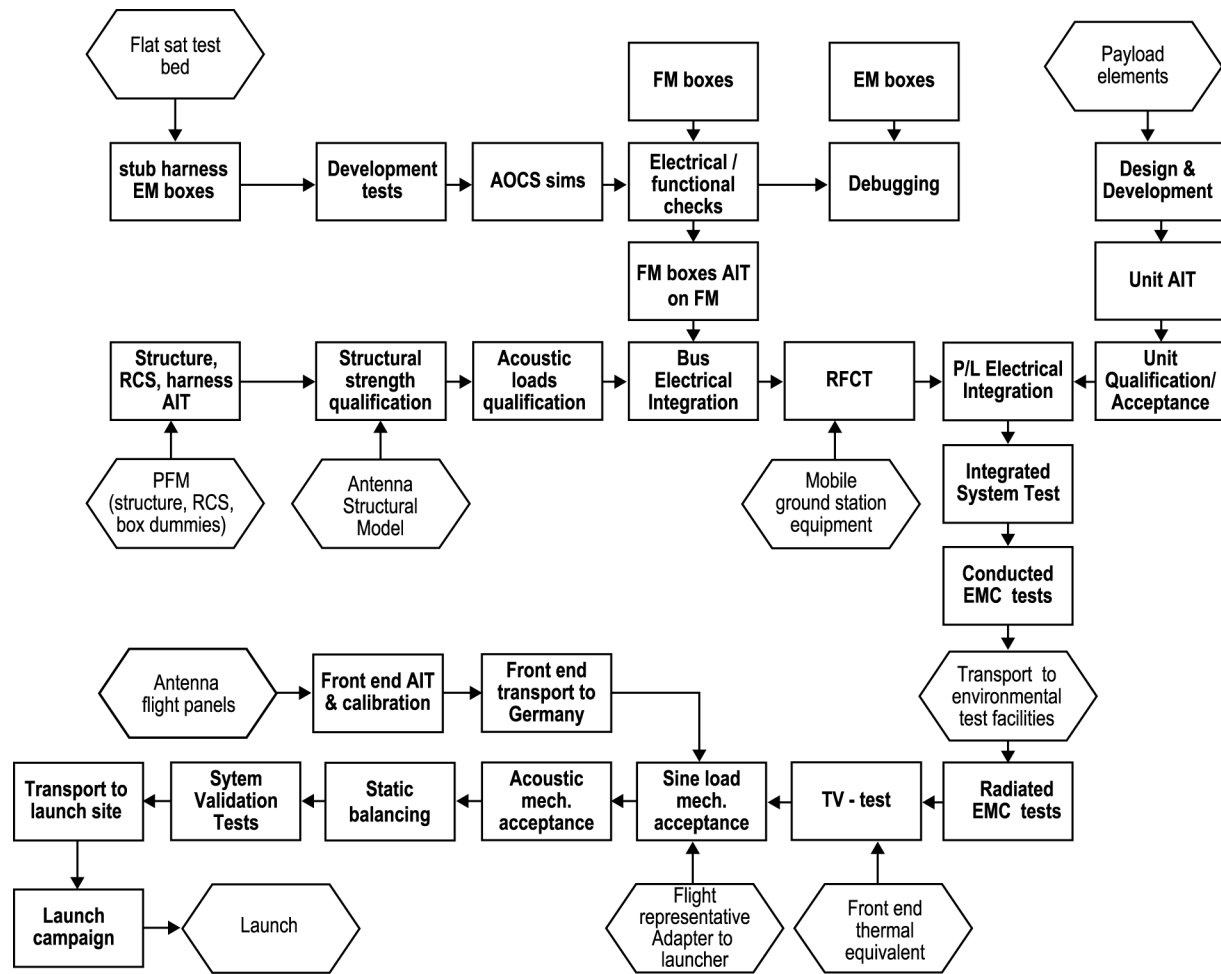 Flat sat test
bed
FM boxes
EM boxes
Payload
elements
stub harness
EM boxes
Development
tests
AOCS sims
Electrical /
functional
checks
Debugging
Design &
Development
FM boxes AIT
on FM
Unit AIT
Structure,
RCS, harness
AIT
Structural
strength
qualification
Acoustic
loads
qualification
Bus
Electrical
Integration
RFCT
P/L Electrical
Integration
Unit
Qualification/
Acceptance
PFM
(structure, RCS,
box dummies)
Antenna
Structural
Model
Mobile
ground station
equipment
Integrated
System Test
Conducted
EMC tests
Antenna
flight panels
Front end AIT
& calibration
Front end
transport to
Germany
Transport to
environmental
test facilities
Transport to
launch site
Sytem
Validation
Tests
Static
balancing
Acoustic
mech.
acceptance
Sine load
mech.
acceptance
TV - test
Radiated
EMC tests
Launch
campaign
Launch
Flight
representative
Adapter to
launcher
Front end
thermal
equivalent